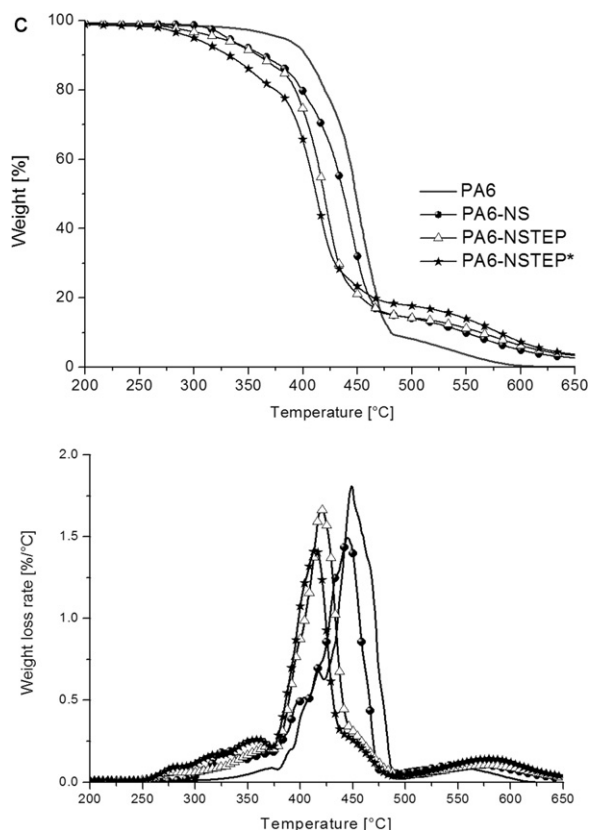 C
100
80
60
40
20
0
Weight [%]
PA6
PA6-NS
PA6-NSTEP
PA6-NSTEP*
200 250 300 350 400 450 500 550 600 650
Temperature [°C]
2.0
1.5
1.0
0.5
0.0
Weight loss rate [%/°C]
200 250 300 350 400 450 500 550 600 650
Temperature [°C]